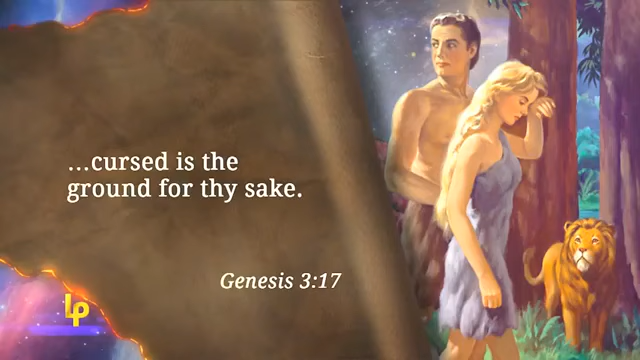 ...cursed is the
ground for thy sake.
Genesis 3:17
LP